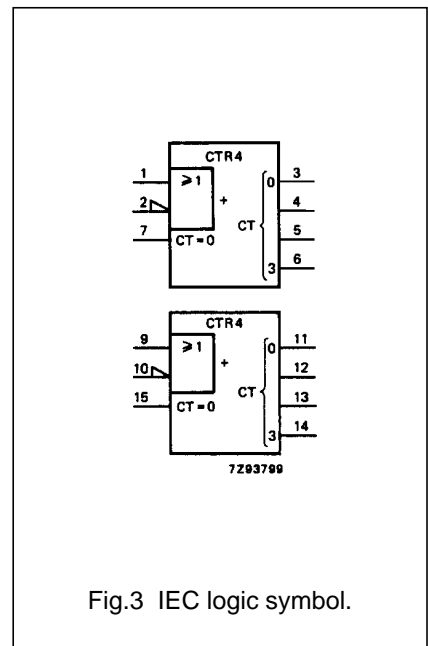 CTR4
1 ≥1 0 3
2 + 4
7 CT=0 CT 5
3 6
CTR4
9 ≥1 0 11
10 + 12
15 CT=0 CT 13
3 14
7Z93799
Fig.3 IEC logic symbol.